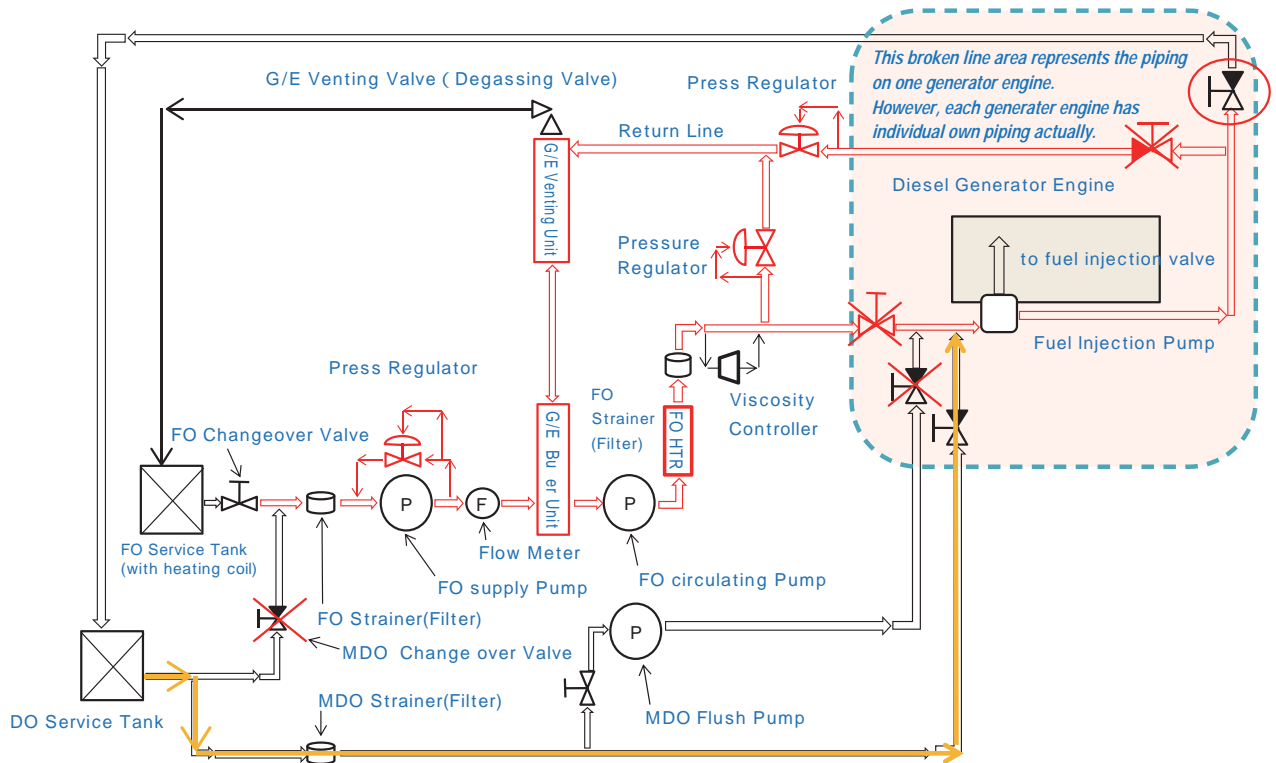 This broken line area represents the piping
on one generator engine.
However, each generater engine has
individual own piping actually.
G/E Venting Valve ( Degassing Valve)
Press Regulator
Return Line
G/E Venting Unit
Diesel Generator Engine
Pressure
Regulator
to fuel injection valve
Fuel Injection Pump
Press Regulator
FO
Strainer
(Filter)
FO HTR
Viscosity
Controller
FO Changeover Valve
G/E Bu er Unit
P
F
P
FO Service Tank
(with heating coil)
Flow Meter
FO supply Pump
FO circulating Pump
FO Strainer(Filter)
P
MDO Change over Valve
MDO Strainer(Filter)
MDO Flush Pump
DO Service Tank